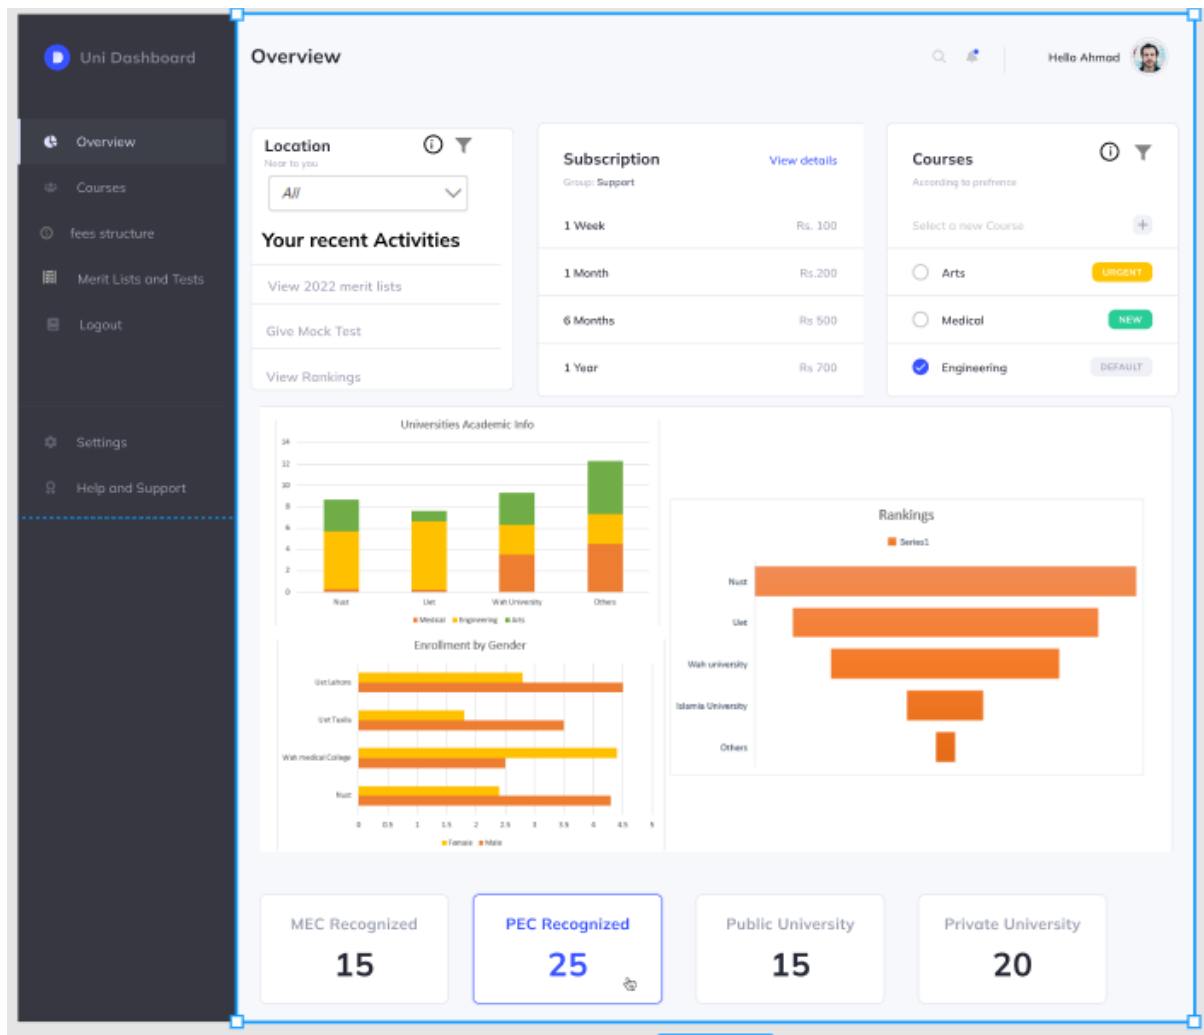 Uni Dashboard
Overview
Courses
fees structure
Merit Lists and Tests
Logout
Settings
Help and Support
Overview
Hello Ahmad
Location
Near to you
All
Your recent Activities
View 2022 merit lists
Give Mock Test
View Rankings
Subscription
View details
Group: Support
1 Week Rs. 100
1 Month Rs.200
6 Months Rs 500
1 Year Rs 700
Courses
According to prefrence
Select a new Course
Arts URGENT
Medical NEW
Engineering DEFAULT
Universities Academic Info
14
12
10
8
6
4
2
0
Nust Uet Wah University Others
Medical Engineering Arts
Enrollment by Gender
Uet Lahore
Uet Taxila
Wah medical College
Nust
0 0.5 1 1.5 2 2.5 3 3.5 4 4.5 5
Female Male
Rankings
Series1
Nust
Uet
Wah university
Islamia University
Others
MEC Recognized
15
PEC Recognized
25
Public University
15
Private University
20